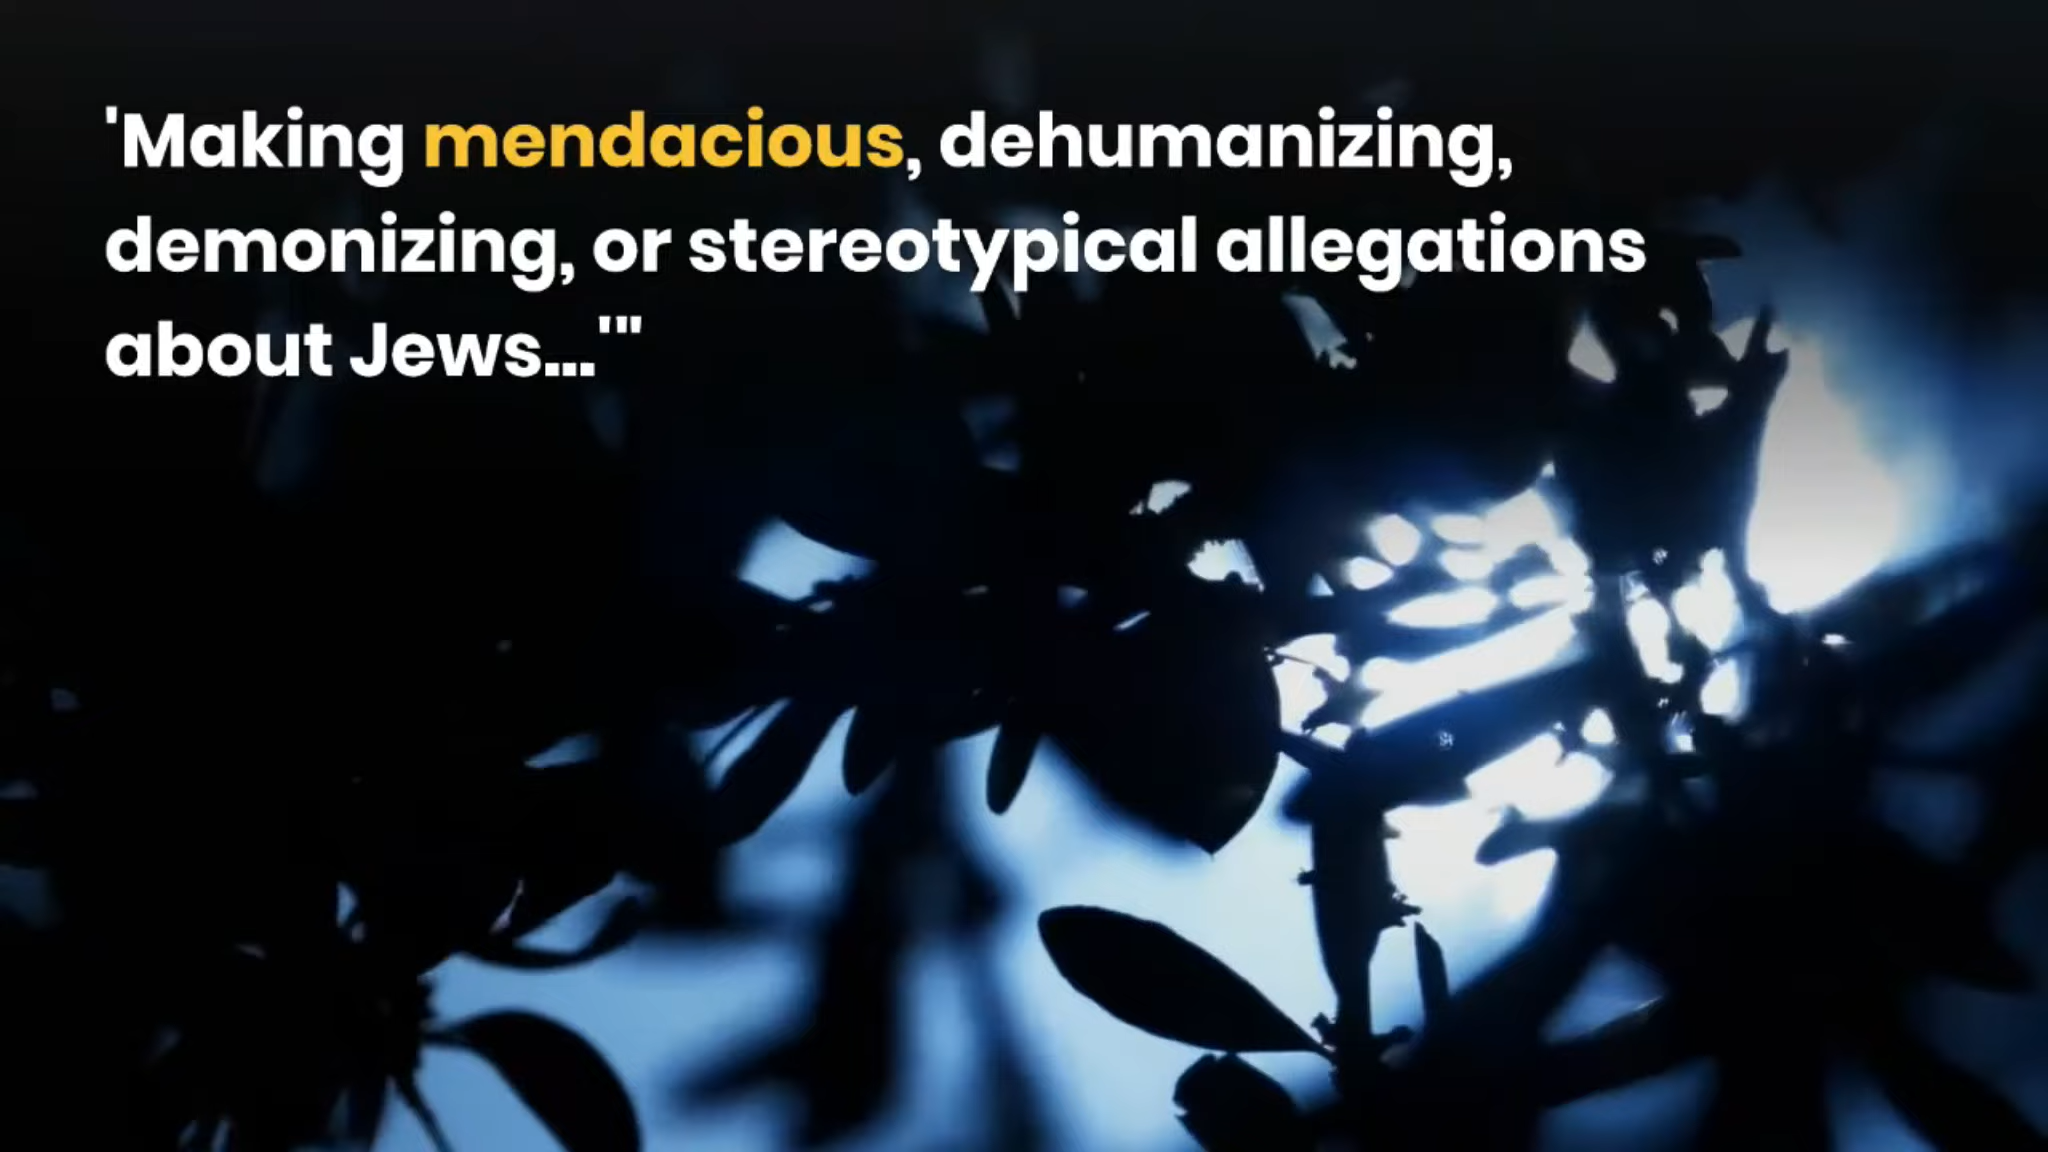 'Making mendacious, dehumanizing,
demonizing, or stereotypical allegations
about Jews...'"